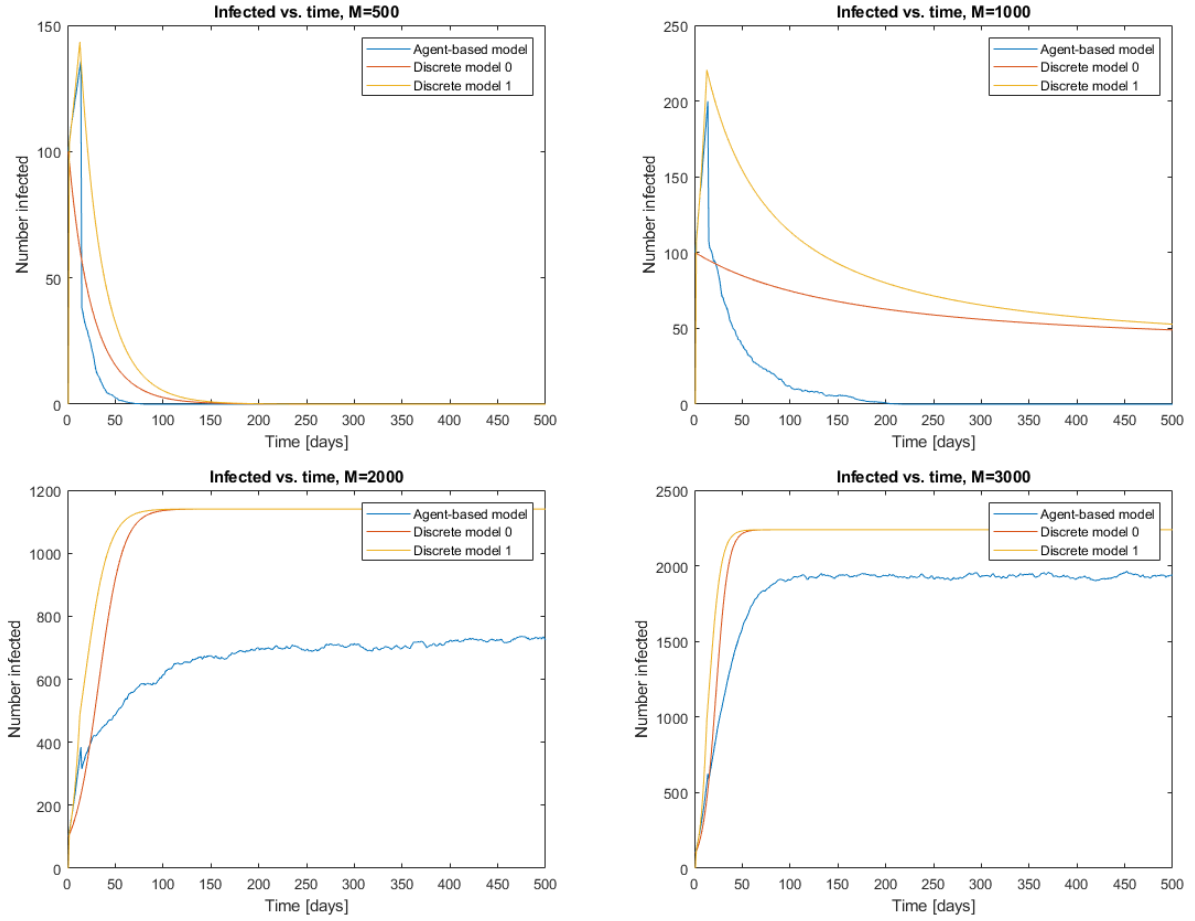 Infected vs. time, M=500
150
100
50
0
Number infected
Agent-based model
Discrete model 0
Discrete model 1
0 50 100 150 200 250 300 350 400 450 500
Time [days]
Infected vs. time, M=1000
250
200
150
100
50
0
Number infected
Agent-based model
Discrete model 0
Discrete model 1
0 50 100 150 200 250 300 350 400 450 500
Time [days]
Infected vs. time, M=2000
1200
1000
800
600
400
200
0
Number infected
Agent-based model
Discrete model 0
Discrete model 1
0 50 100 150 200 250 300 350 400 450 500
Time [days]
Infected vs. time, M=3000
2500
2000
1500
1000
500
0
Number infected
Agent-based model
Discrete model 0
Discrete model 1
0 50 100 150 200 250 300 350 400 450 500
Time [days]